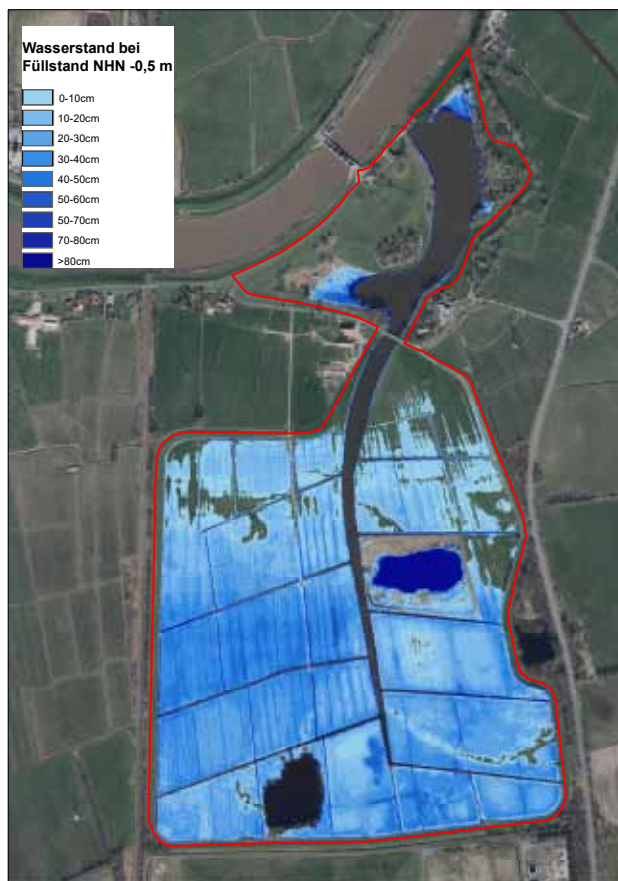 Wasserstand bei
Füllstand NHN -0,5 m
0-10cm
10-20cm
20-30cm
30-40cm
40-50cm
50-60cm
50-70cm
70-80cm
>80cm